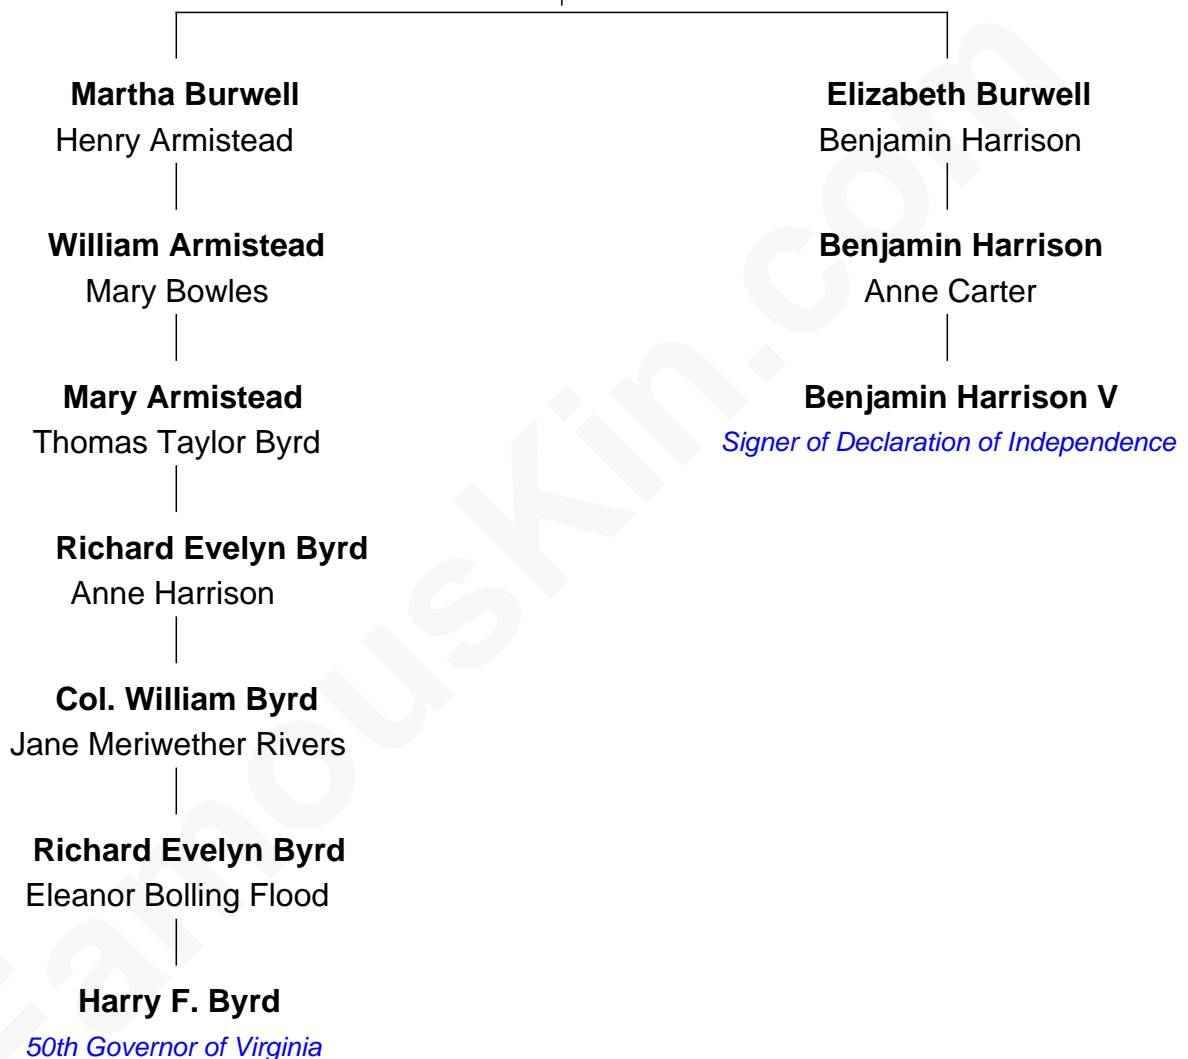 Martha Burwell
Henry Armistead
William Armistead
Mary Bowles
Mary Armistead
Thomas Taylor Byrd
Richard Evelyn Byrd
Anne Harrison
Col. William Byrd
Jane Meriwether Rivers
Richard Evelyn Byrd
Eleanor Bolling Flood
Harry F. Byrd
50th Governor of Virginia
Elizabeth Burwell
Benjamin Harrison
Benjamin Harrison
Anne Carter
Benjamin Harrison V
Signer of Declaration of Independence
FamousKin.com